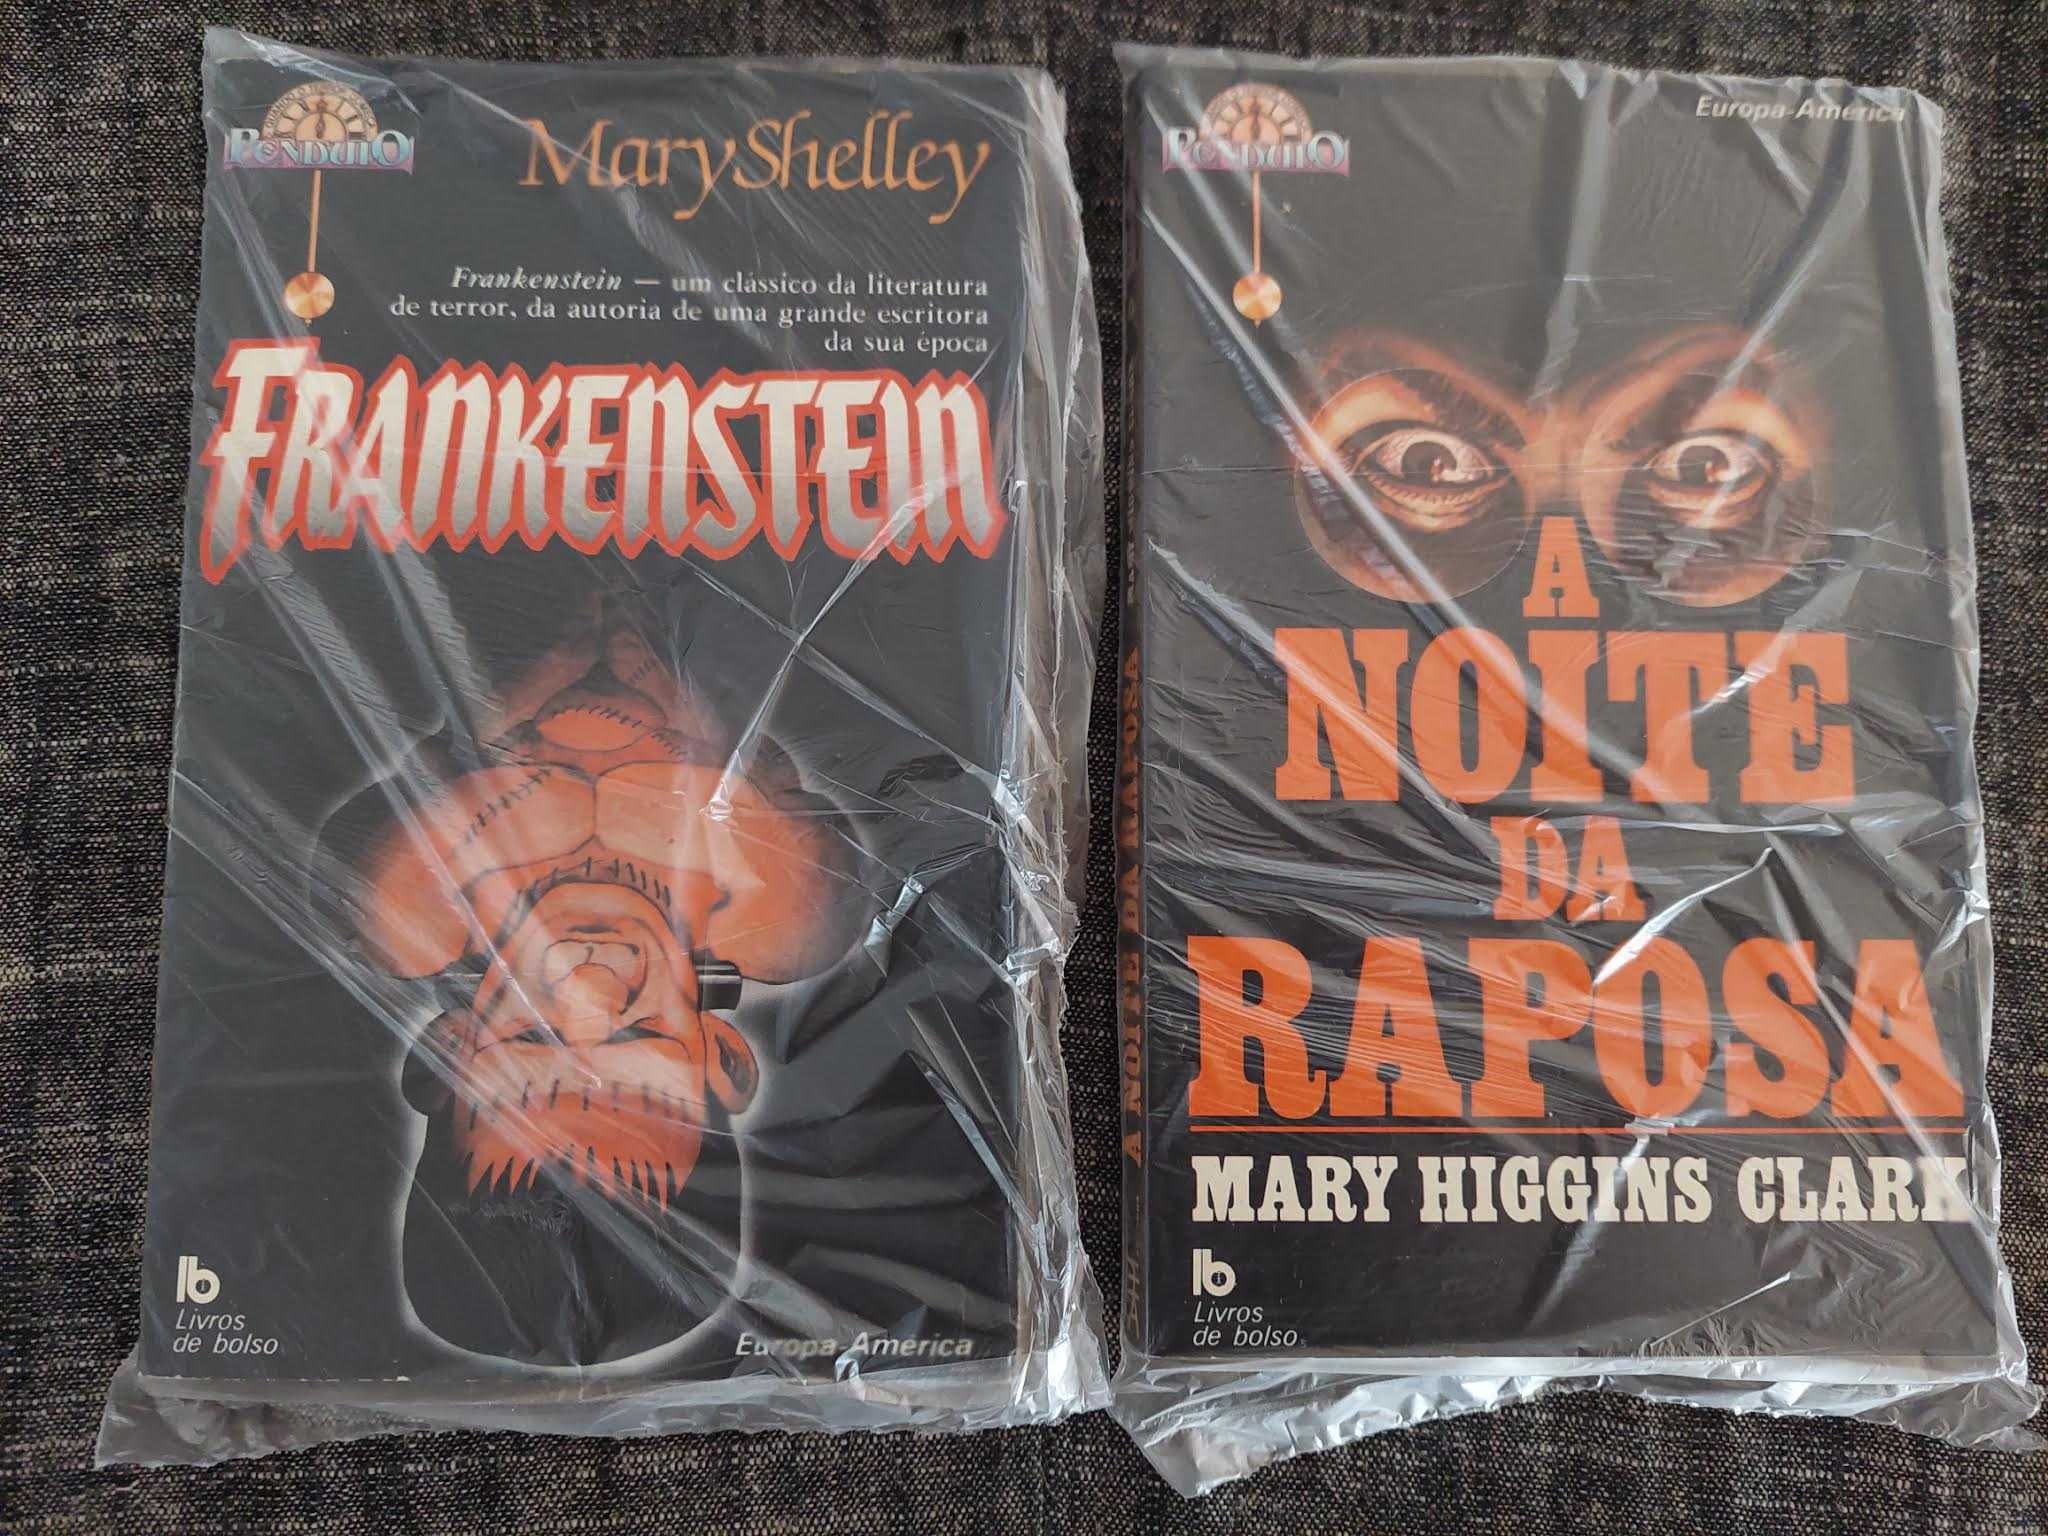 PENDULO
Mary Shelley
Frankenstein — um clássico da literatura
de terror, da autoria de uma grande escritora
da sua época
FRANKENSTEIN
lb
Livros
de bolso
Europa-América
PENDULO
Europa-América
A
NOITE
DA
RAPOSA
MARY HIGGINS CLARK
lb
Livros
de bolso
A NOITE DA RAPOSA